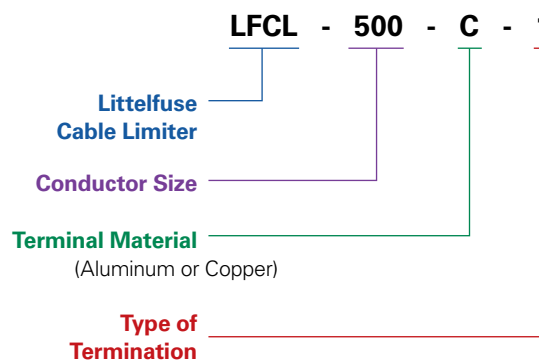 LFCL - 500 - C -
Littelfuse
Cable Limiter
Conductor Size
Terminal Material
(Aluminum or Copper)
Type of
Termination